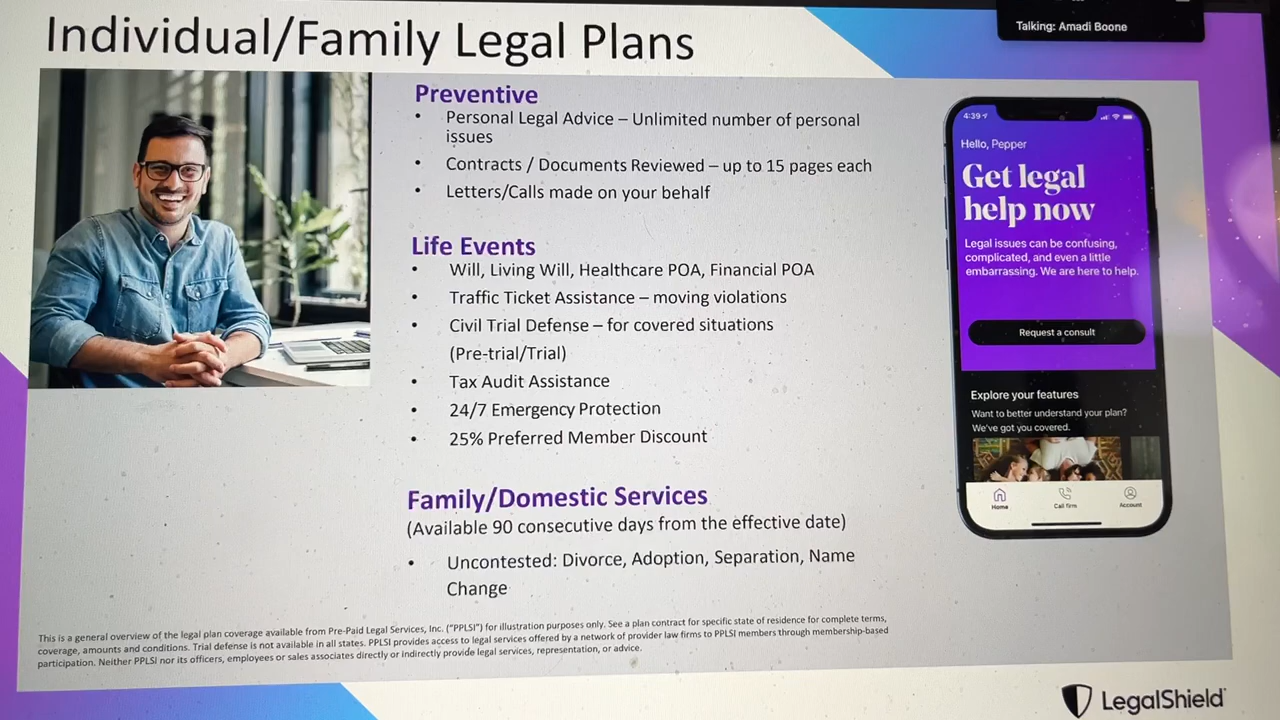 Individual/Family Legal Plans
Talking: Amadi Boone
Preventive
• Personal Legal Advice – Unlimited number of personal
issues
• Contracts / Documents Reviewed – up to 15 pages each
• Letters/Calls made on your behalf
Life Events
• Will, Living Will, Healthcare POA, Financial POA
• Traffic Ticket Assistance – moving violations
• Civil Trial Defense – for covered situations
(Pre-trial/Trial)
• Tax Audit Assistance
• 24/7 Emergency Protection
• 25% Preferred Member Discount
Family/Domestic Services
(Available 90 consecutive days from the effective date)
• Uncontested: Divorce, Adoption, Separation, Name
Change
4:39
Hello, Pepper
Get legal
help now
Legal issues can be confusing,
complicated, and even a little
embarrassing. We are here to help.
Request a consult
Explore your features
Want to better understand your plan?
We've got you covered.
Home
Call firm
Account
This is a general overview of the legal plan coverage available from Pre-Paid Legal Services, Inc. (“PPLSI”) for illustration purposes only. See a plan contract for specific state of residence for complete terms,
coverage, amounts and conditions. Trial defense is not available in all states. PPLSI provides access to legal services offered by a network of provider law firms to PPLSI members through membership-based
participation. Neither PPLSI nor its officers, employees or sales associates directly or indirectly provide legal services, representation, or advice.
LegalShield